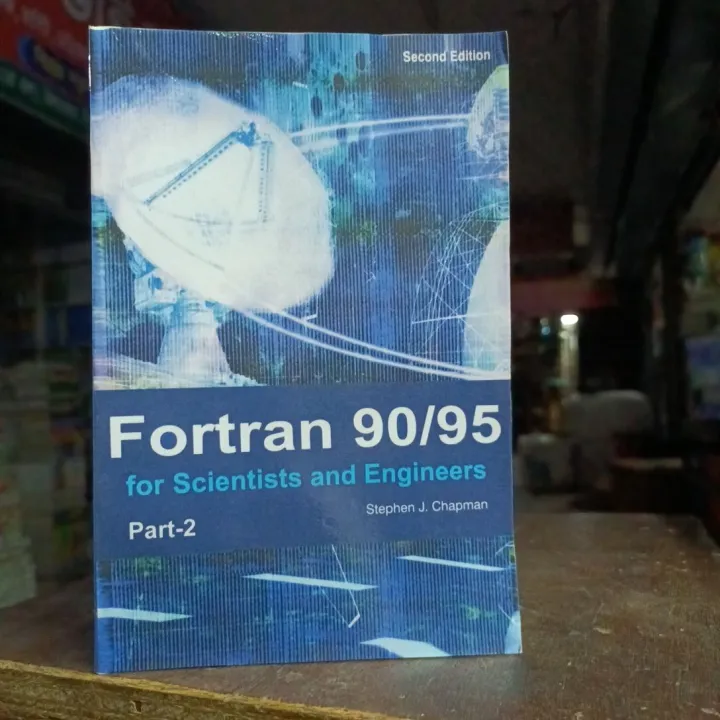 Second Edition
Fortran 90/95
for Scientists and Engineers
Stephen J. Chapman
Part-2